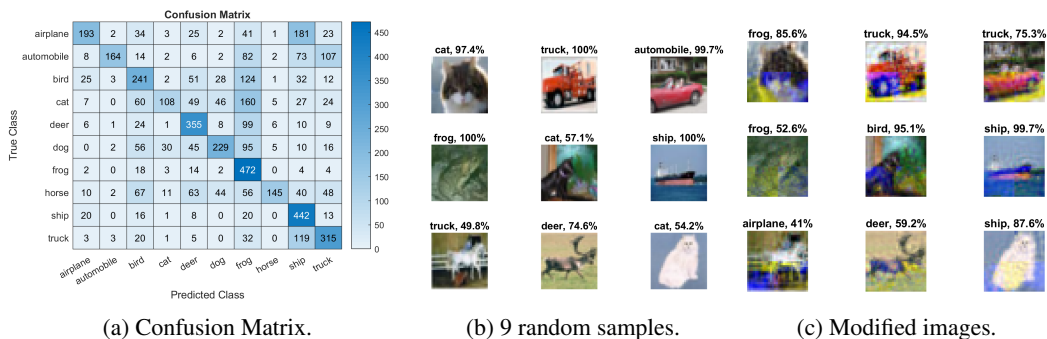 Confusion Matrix
True Class
airplane 193 2 34 3 25 2 41 1 181 23
automobile 8 164 14 2 6 2 82 2 73 107
bird 25 3 241 2 51 28 124 1 32 12
cat 7 0 60 108 49 46 160 5 27 24
deer 6 1 24 1 355 8 99 6 10 9
dog 2 0 56 30 45 229 95 5 10 16
frog 2 0 18 3 14 2 472 0 4 4
horse 10 2 67 11 63 44 56 145 40 48
ship 20 0 16 1 8 0 20 0 442 13
truck 3 3 20 1 5 0 32 0 119 315
airplane automobile bird cat deer dog frog horse ship truck
Predicted Class
450
400
350
300
250
200
150
100
50
0
(a) Confusion Matrix.
cat, 97.4% truck, 100% automobile, 99.7%
frog, 100% cat, 57.1% ship, 100%
truck, 49.8% deer, 74.6% cat, 54.2%
(b) 9 random samples.
frog, 85.6% truck, 94.5% truck, 75.3%
frog, 52.6% bird, 95.1% ship, 99.7%
airplane, 41% deer, 59.2% ship, 87.6%
(c) Modified images.